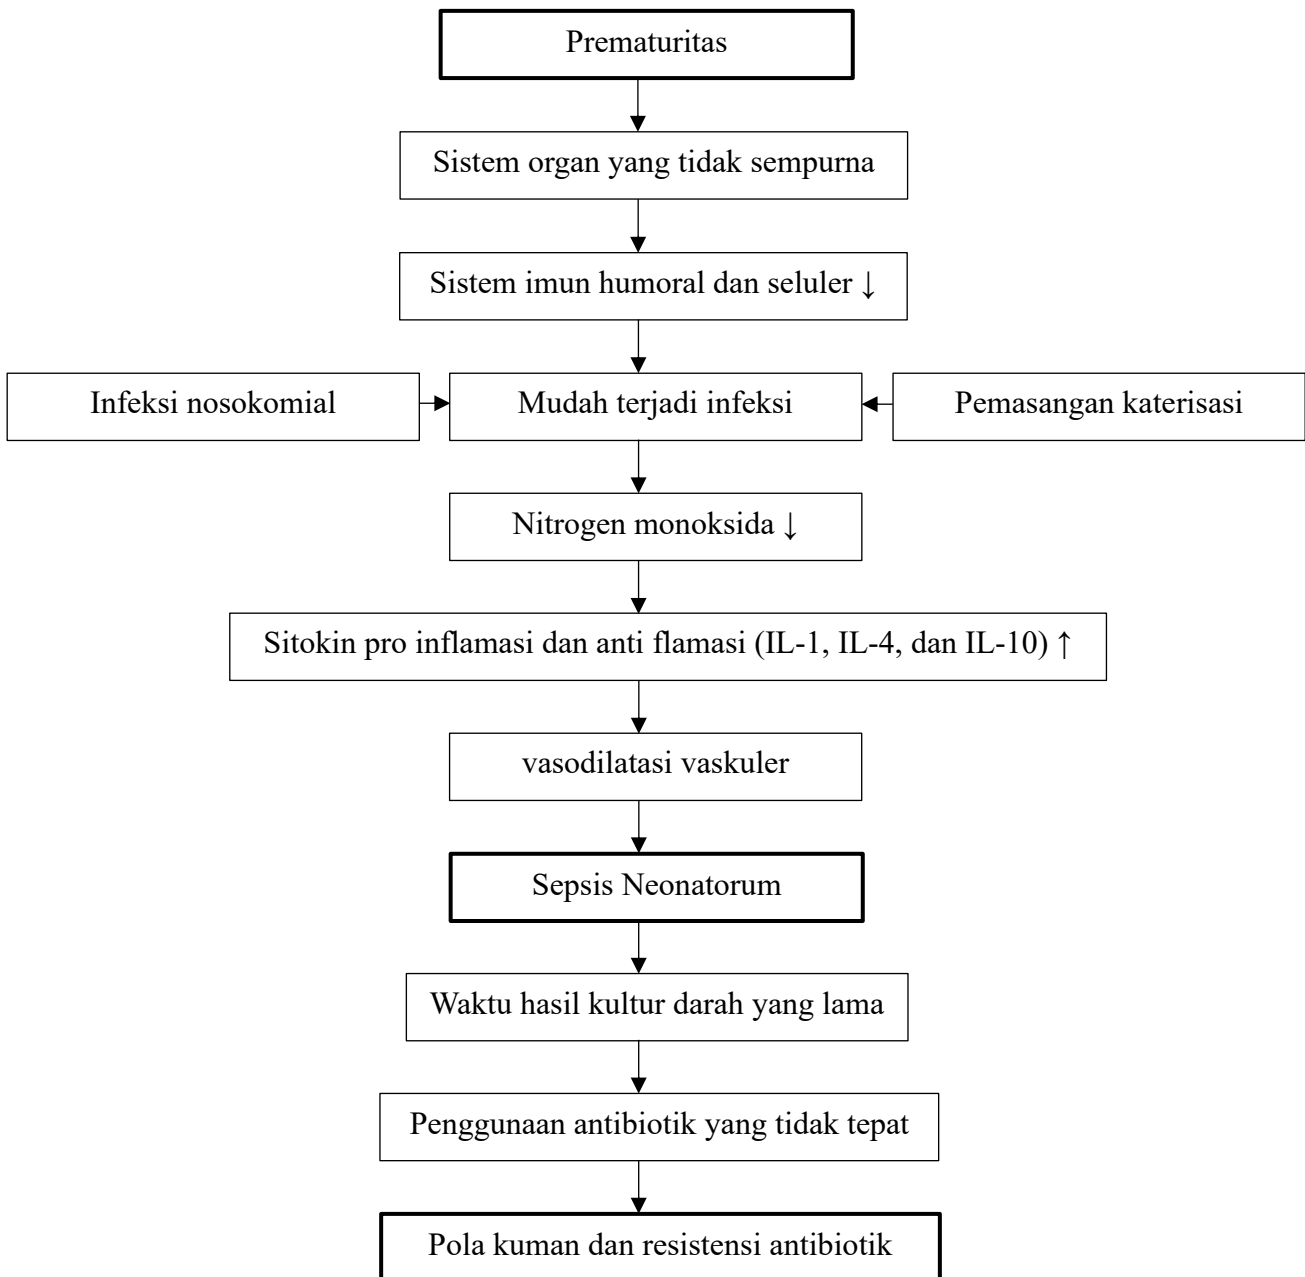 Prematuritas
Sistem organ yang tidak sempurna
Sistem imun humoral dan seluler ↓
Infeksi nosokomial
Mudah terjadi infeksi
Pemasangan katerisasi
Nitrogen monoksida ↓
Sitokin pro inflamasi dan anti flamasi (IL-1, IL-4, dan IL-10) ↑
vasodilatasi vaskuler
Sepsis Neonatorum
Waktu hasil kultur darah yang lama
Penggunaan antibiotik yang tidak tepat
Pola kuman dan resistensi antibiotik